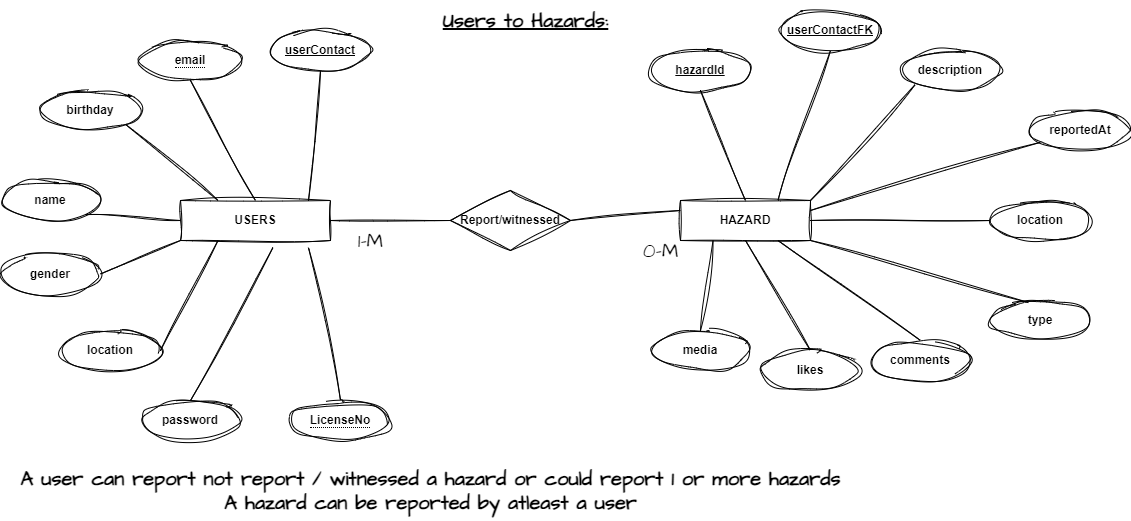 Users to Hazards:
userContact
email
birthday
name
gender
location
password
LicenseNo
USERS
1-M
Report/witnessed
0-M
HAZARD
hazardId
userContactFK
description
reportedAt
location
type
comments
likes
media
A user can report not report / witnessed a hazard or could report 1 or more hazards
A hazard can be reported by atleast a user